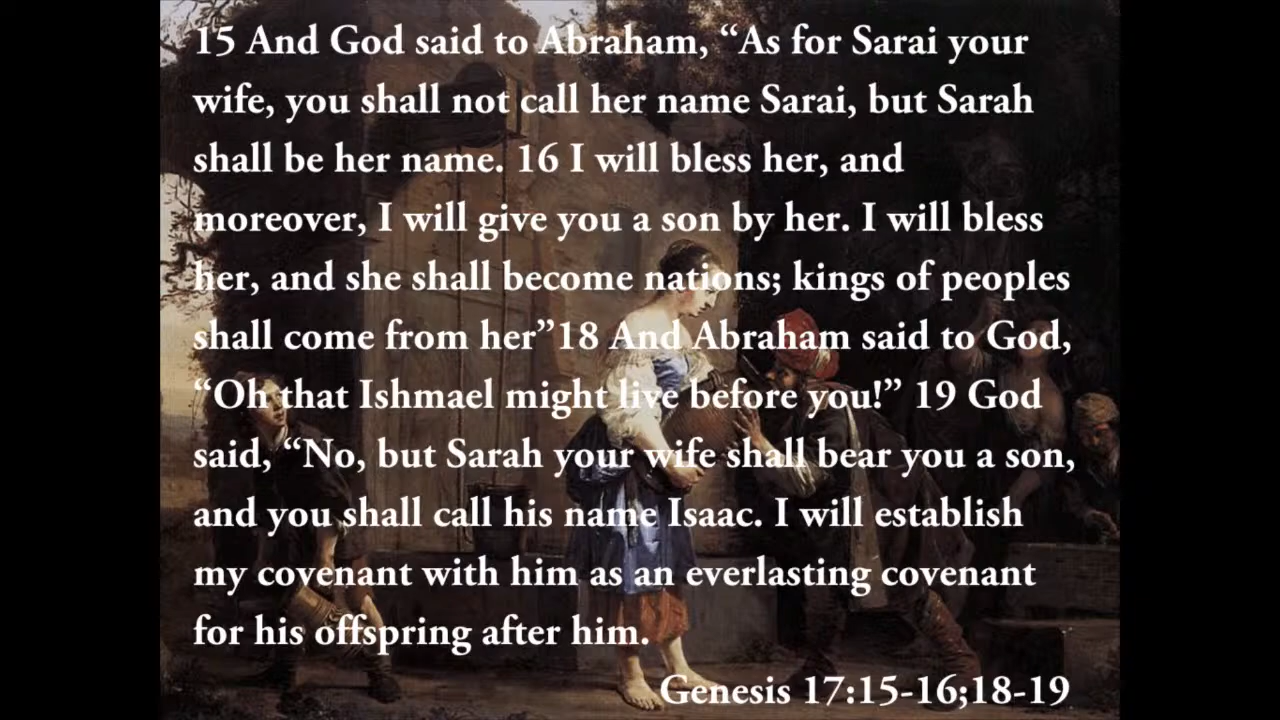 15 And God said to Abraham, “As for Sarai your
wife, you shall not call her name Sarai, but Sarah
shall be her name. 16 I will bless her, and
moreover, I will give you a son by her. I will bless
her, and she shall become nations; kings of peoples
shall come from her”18 And Abraham said to God,
“Oh that Ishmael might live before you!” 19 God
said, “No, but Sarah your wife shall bear you a son,
and you shall call his name Isaac. I will establish
my covenant with him as an everlasting covenant
for his offspring after him.
Genesis 17:15-16;18-19